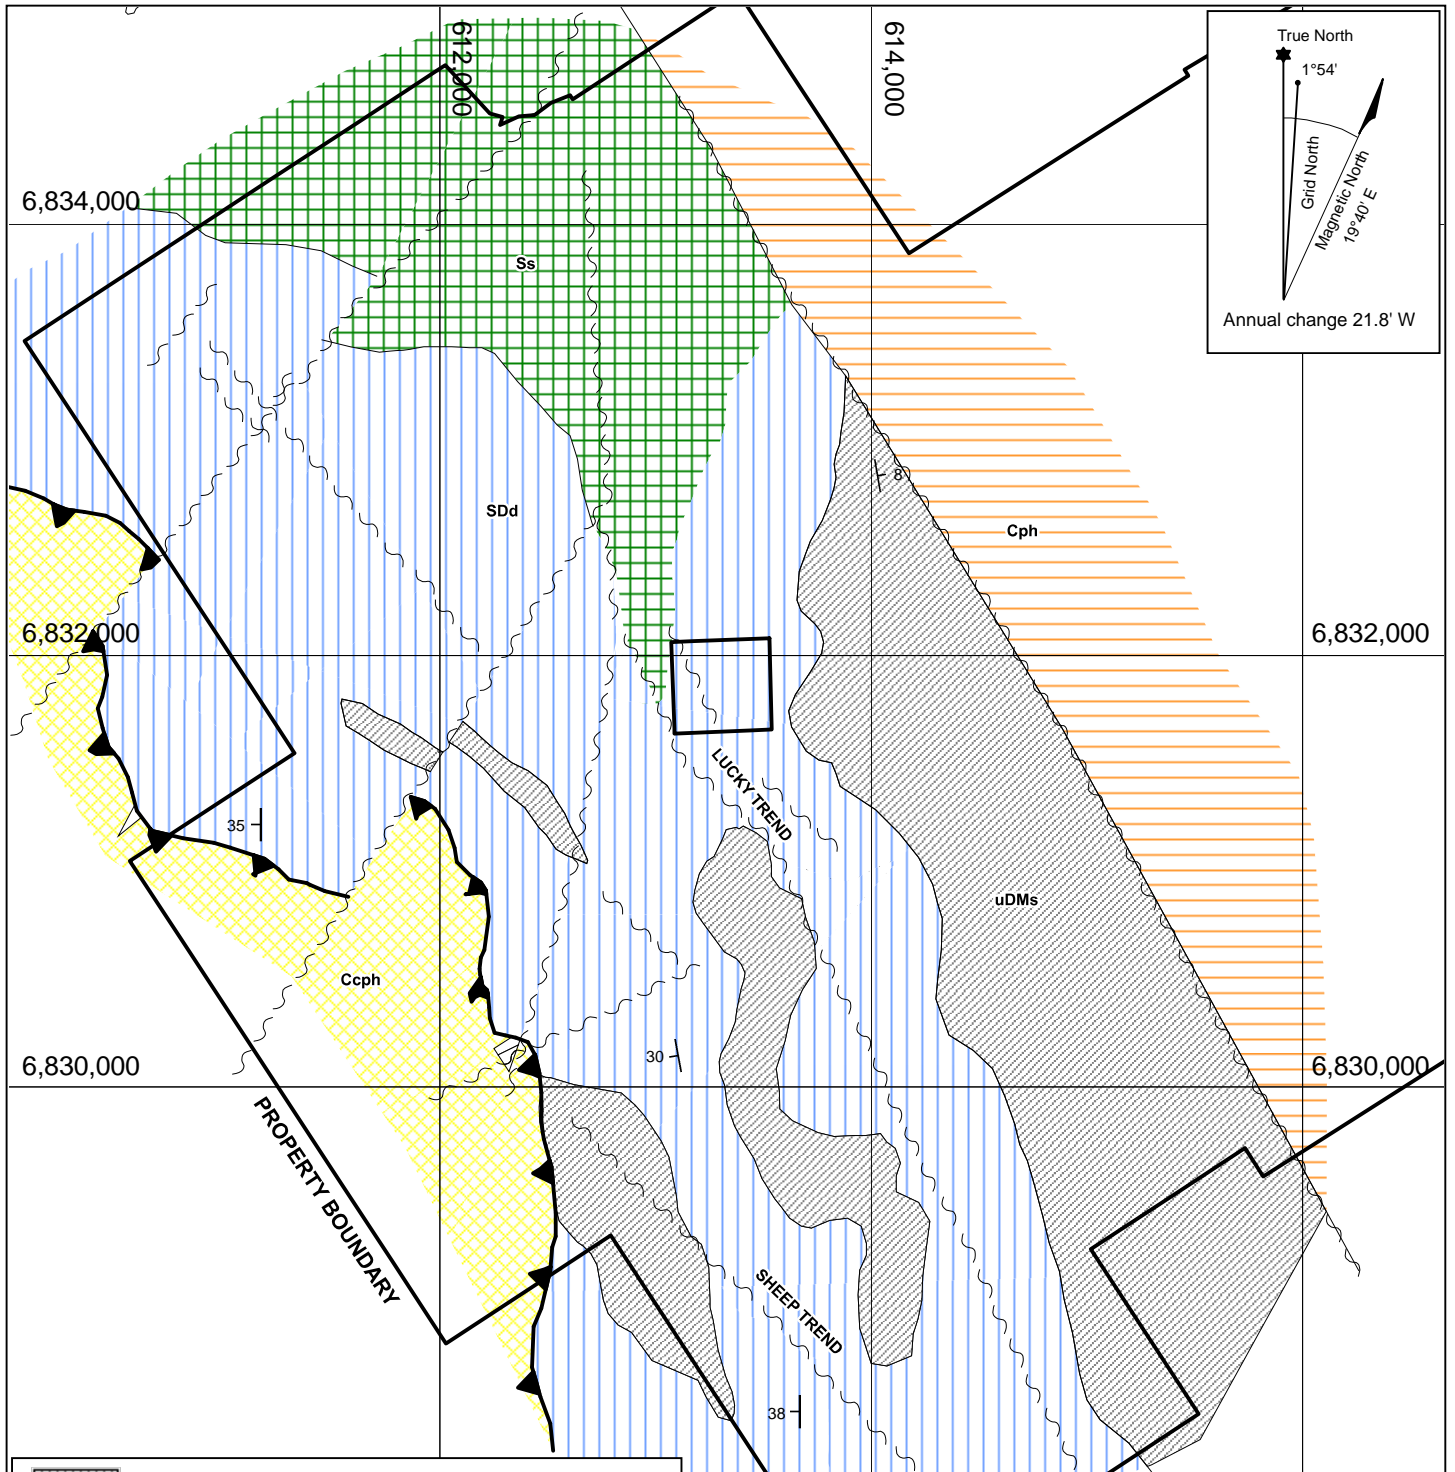 612,000
614,000
True North
1°54'
Grid North
Magnetic North
19°40' E
Annual change 21.8' W
6,834,000
Ss
8
SDd
Cph
6,832,000
6,832,000
LUCKY TREND
35
uDMs
Ccph
30
6,830,000
6,830,000
PROPERTY BOUNDARY
SHEEP TREND
38